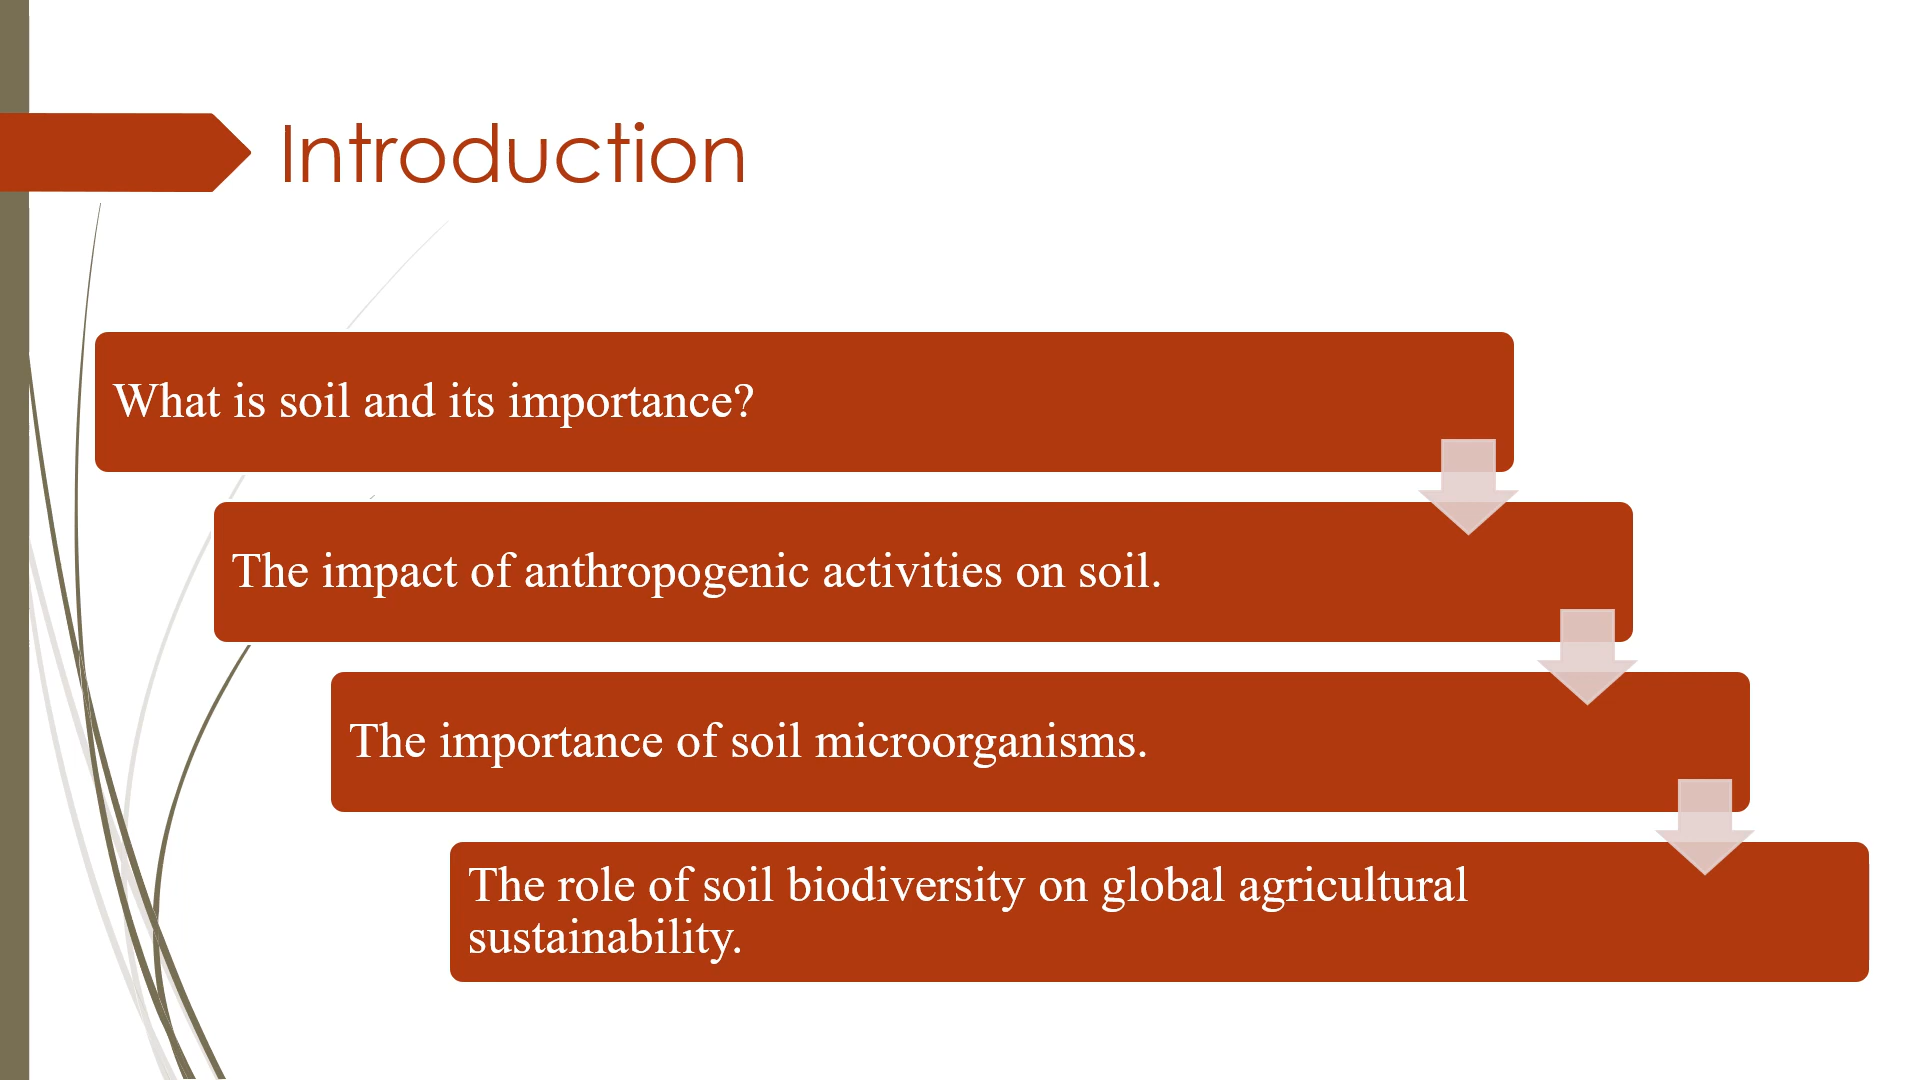 Introduction
What is soil and its importance?
The impact of anthropogenic activities on soil.
The importance of soil microorganisms.
The role of soil biodiversity on global agricultural
sustainability.